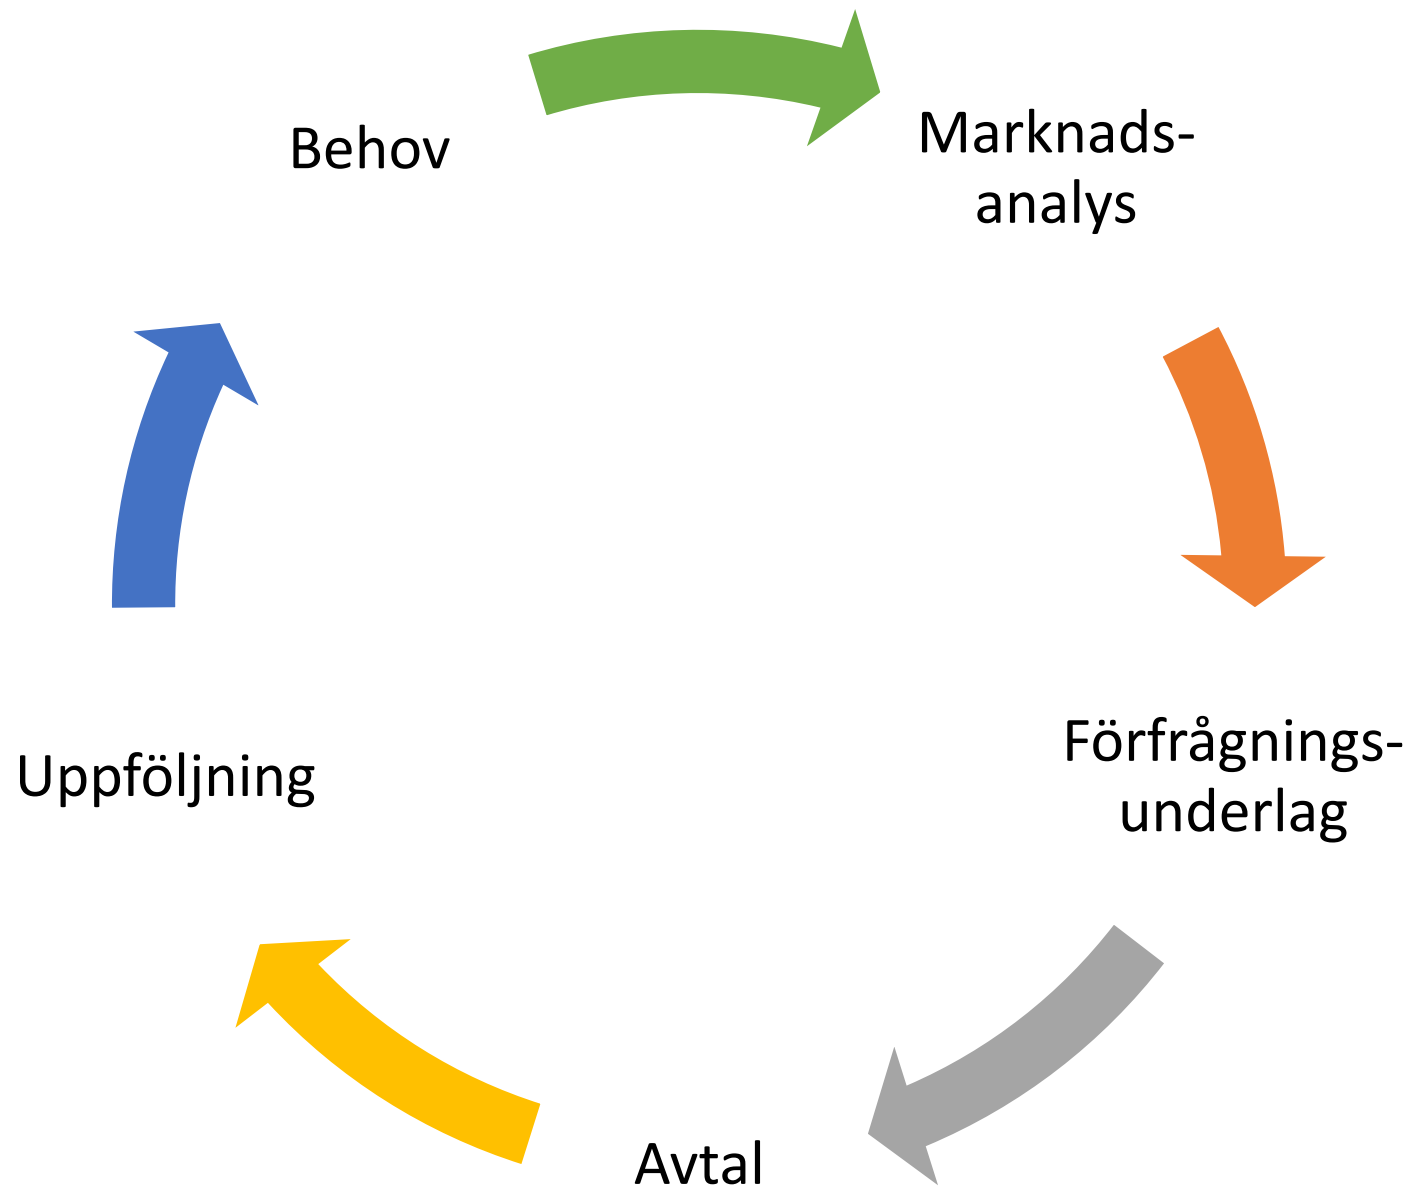 Behov
Marknads-
analys
Förfrågnings-
underlag
Avtal
Uppföljning